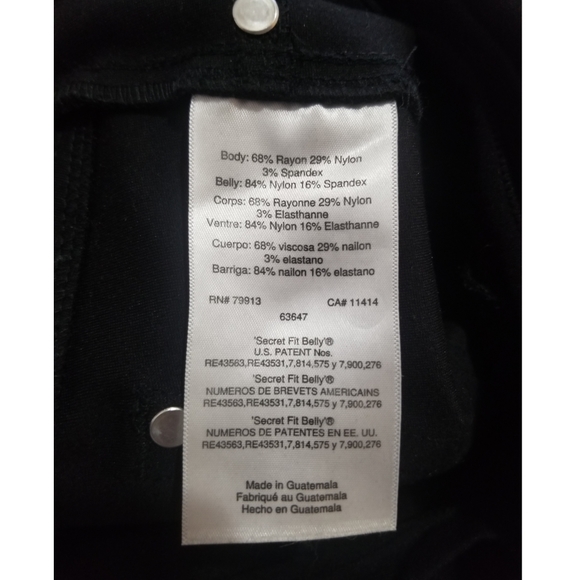 Body: 68% Rayon 29% Nylon
3% Spandex
Belly: 84% Nylon 16% Spandex
Corps: 68% Rayonne 29% Nylon
3% Elasthanne
Ventre: 84% Nylon 16% Elasthanne
Cuerpo: 68% viscosa 29% nailon
3% elastano
Barriga: 84% nailon 16% elastano
RN# 79913 CA# 11414
63647
'Secret Fit Belly'®
U.S. PATENT Nos.
RE43563,RE43531,7,814,575 y 7,900,276
'Secret Fit Belly'®
NUMEROS DE BREVETS AMERICAINS
RE43563,RE43531,7,814,575 y 7,900,276
'Secret Fit Belly'®
NUMEROS DE PATENTES EN EE. UU.
RE43563,RE43531,7,814,575 y 7,900,276
Made in Guatemala
Fabriqué au Guatemala
Hecho en Guatemala